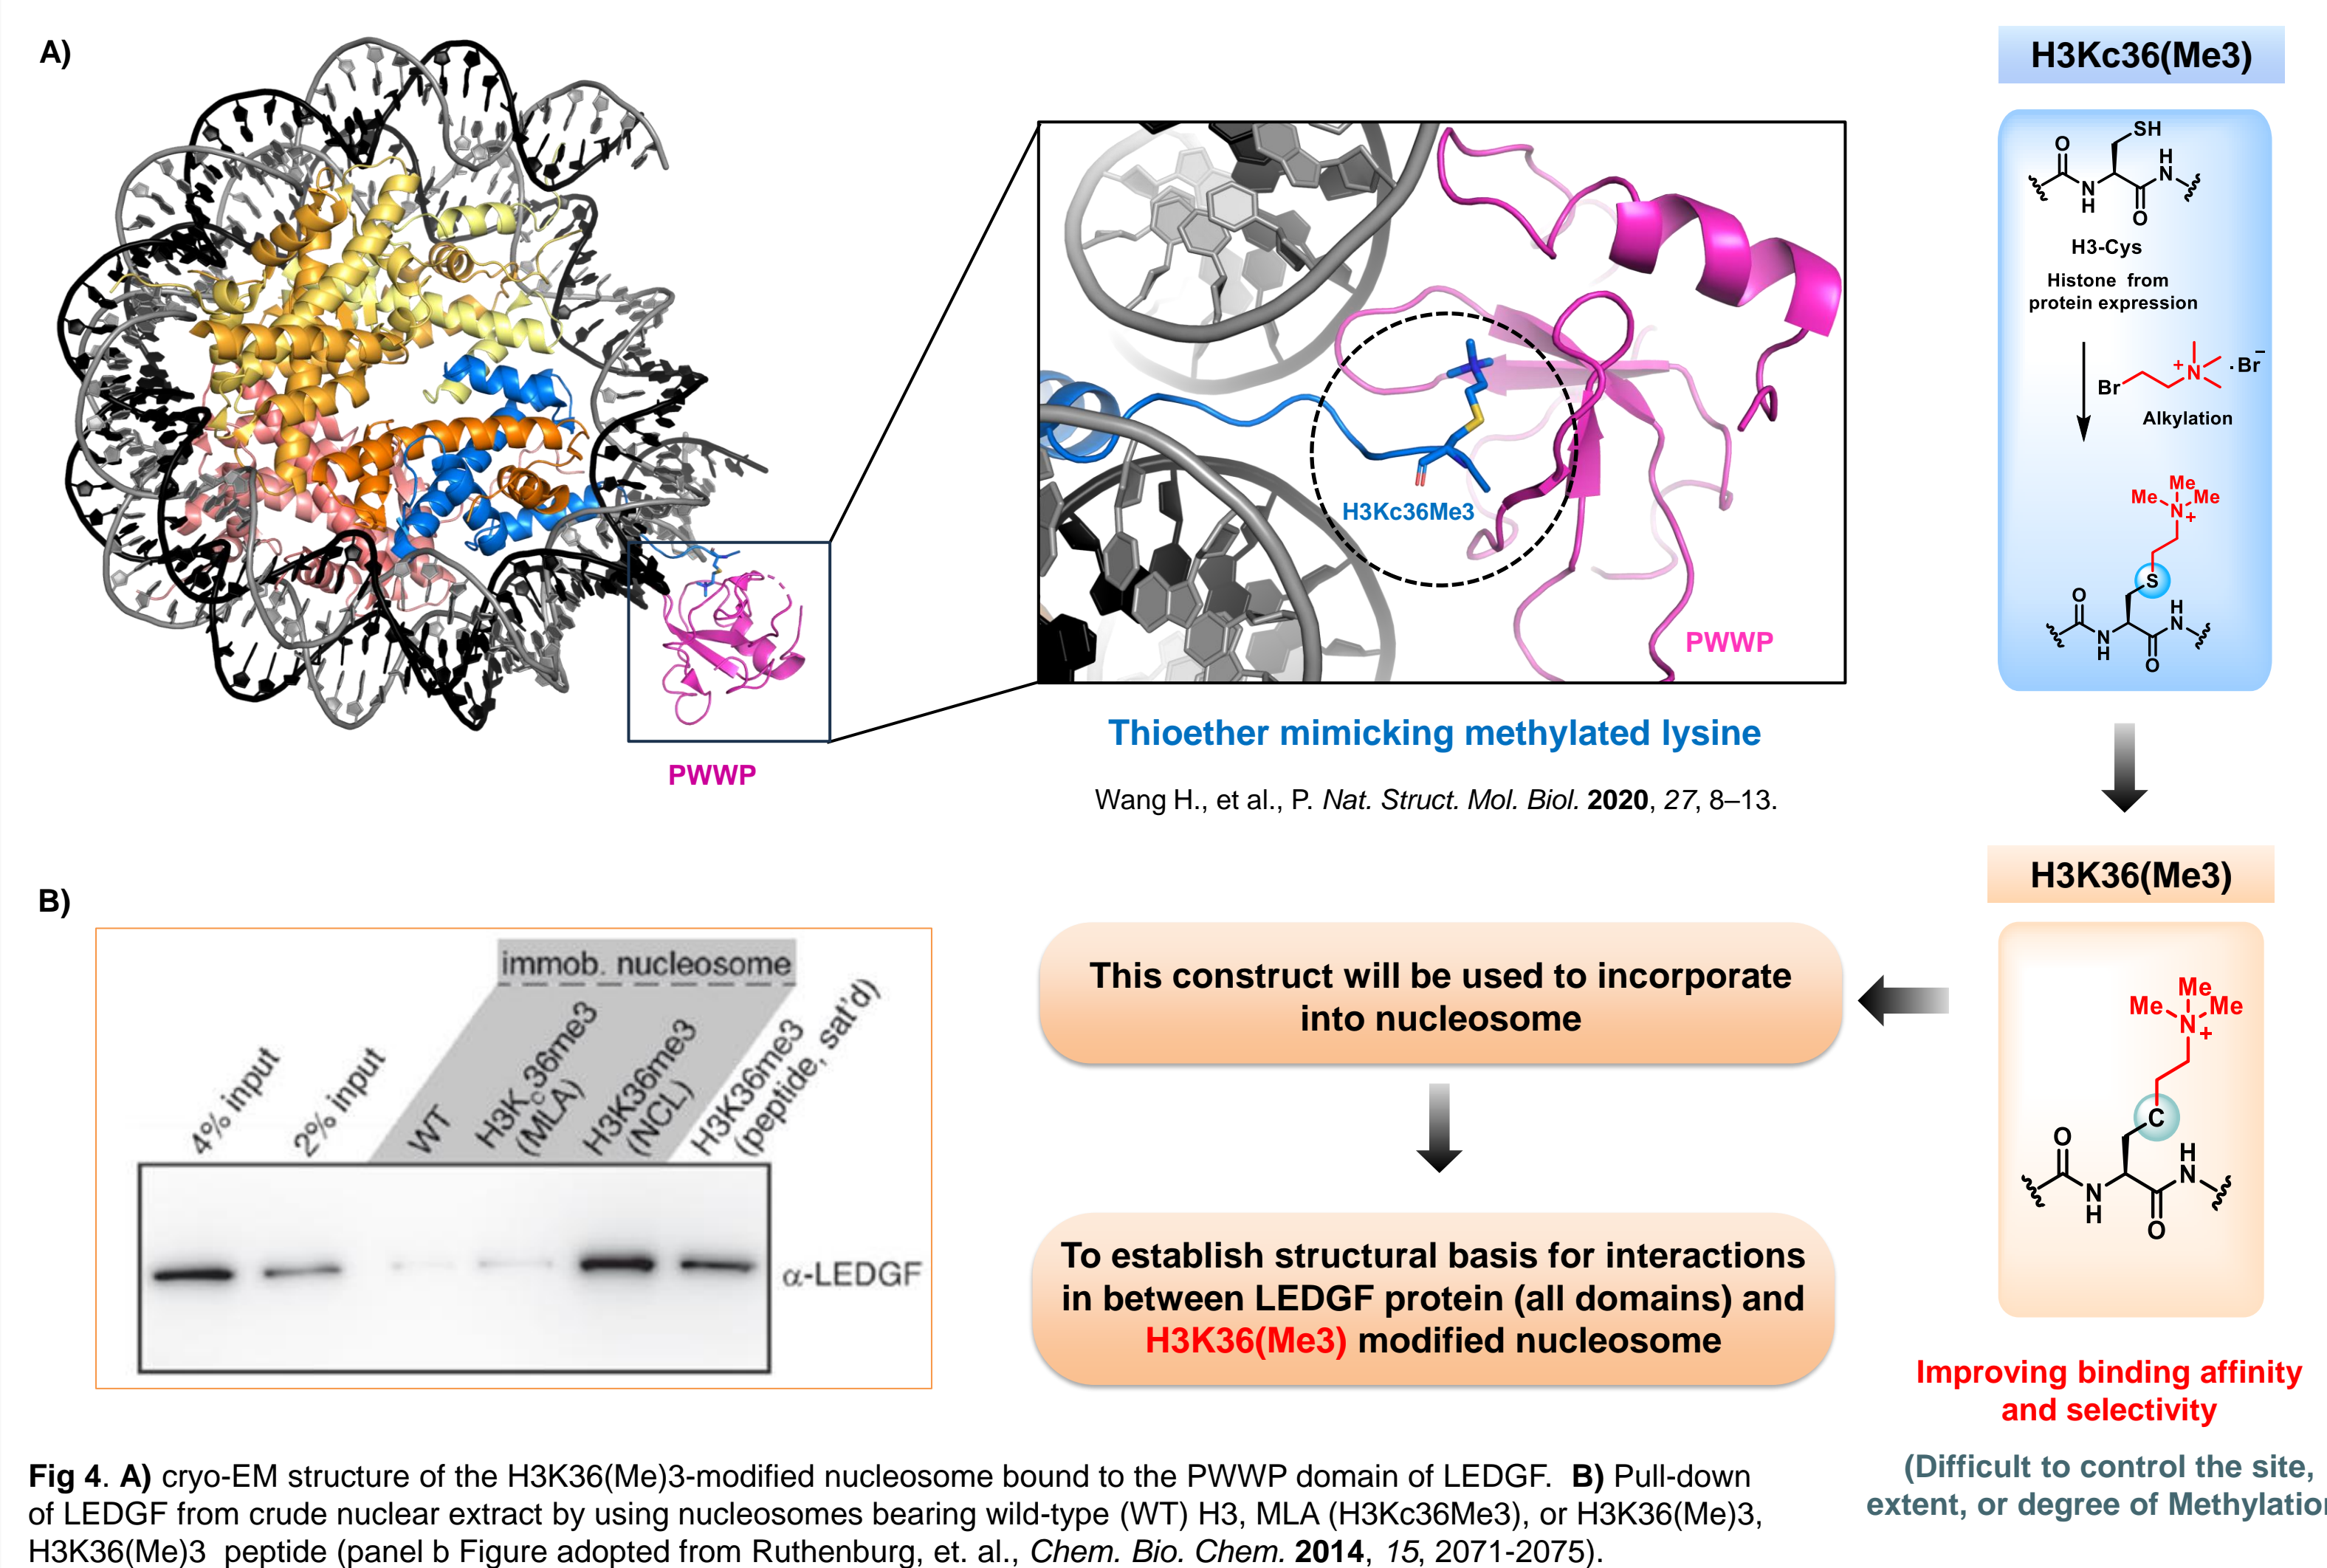 A)
H3Kc36Me3
PWWP
PWWP
Thioether mimicking methylated lysine
Wang H., et al., P. Nat. Struct. Mol. Biol. 2020, 27, 8–13.
H3Kc36(Me3)
SH
O
H
N
N
H
O
H3-Cys
Histone from
protein expression
Br
+
N
· Br
–
Alkylation
Me
Me
Me
N
+
S
O
H
N
N
H
O
H3K36(Me3)
Me
Me
Me
N
+
C
O
H
N
N
H
O
Improving binding affinity
and selectivity
(Difficult to control the site,
extent, or degree of Methylation
B)
immob. nucleosome
4% input
2% input
WT
H3Kc36me3
(MLA)
H3K36me3
(NCL)
H3K36me3
(peptide, sat'd)
α-LEDGF
This construct will be used to incorporate
into nucleosome
To establish structural basis for interactions
in between LEDGF protein (all domains) and
H3K36(Me3) modified nucleosome
Fig 4. A) cryo-EM structure of the H3K36(Me)3-modified nucleosome bound to the PWWP domain of LEDGF. B) Pull-down
of LEDGF from crude nuclear extract by using nucleosomes bearing wild-type (WT) H3, MLA (H3Kc36Me3), or H3K36(Me)3,
H3K36(Me)3 peptide (panel b Figure adopted from Ruthenburg, et. al., Chem. Bio. Chem. 2014, 15, 2071-2075).